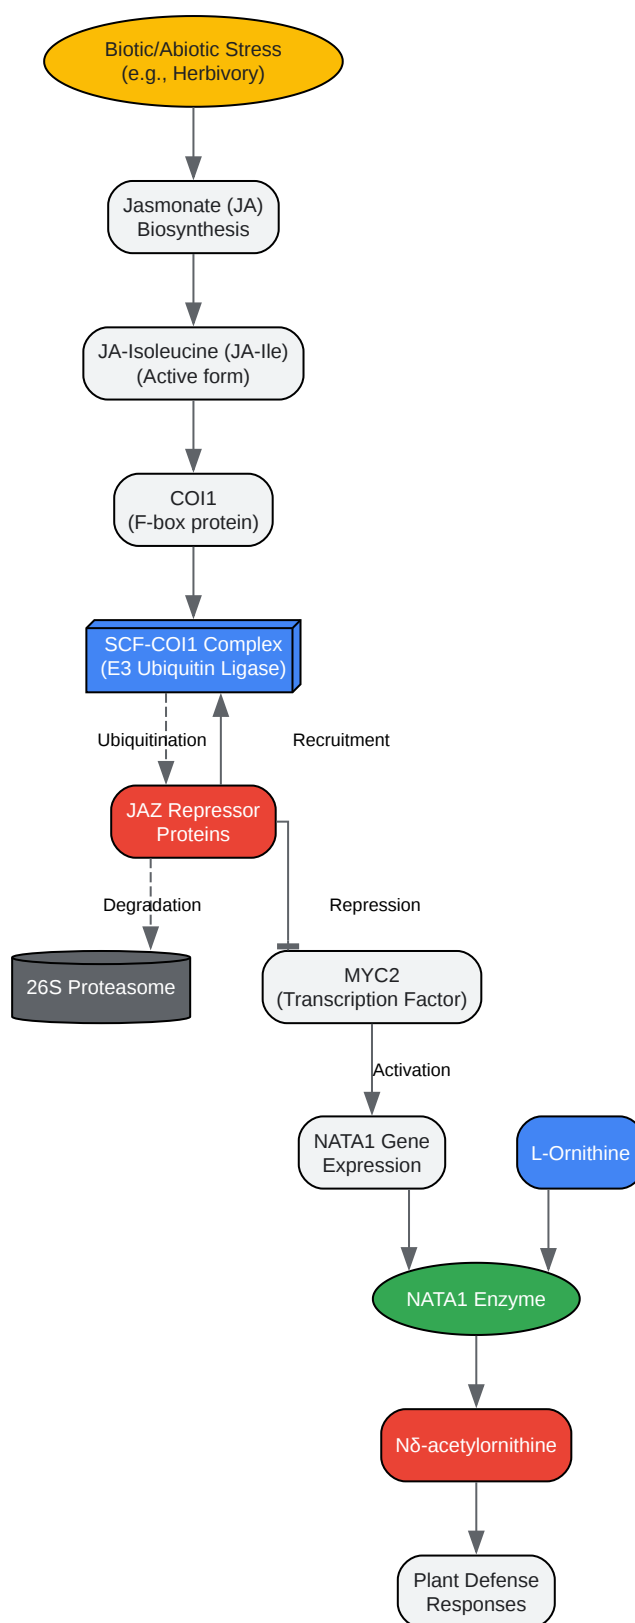 Biotic/Abiotic Stress
(e.g., Herbivory)
Jasmonate (JA)
Biosynthesis
JA-Isoleucine (JA-Ile)
(Active form)
COI1
(F-box protein)
SCF-COI1 Complex
(E3 Ubiquitin Ligase)
Ubiquitination
Recruitment
JAZ Repressor
Proteins
Degradation
Repression
26S Proteasome
MYC2
(Transcription Factor)
Activation
NATA1 Gene
Expression
L-Ornithine
NATA1 Enzyme
Nδ-acetylornithine
Plant Defense
Responses